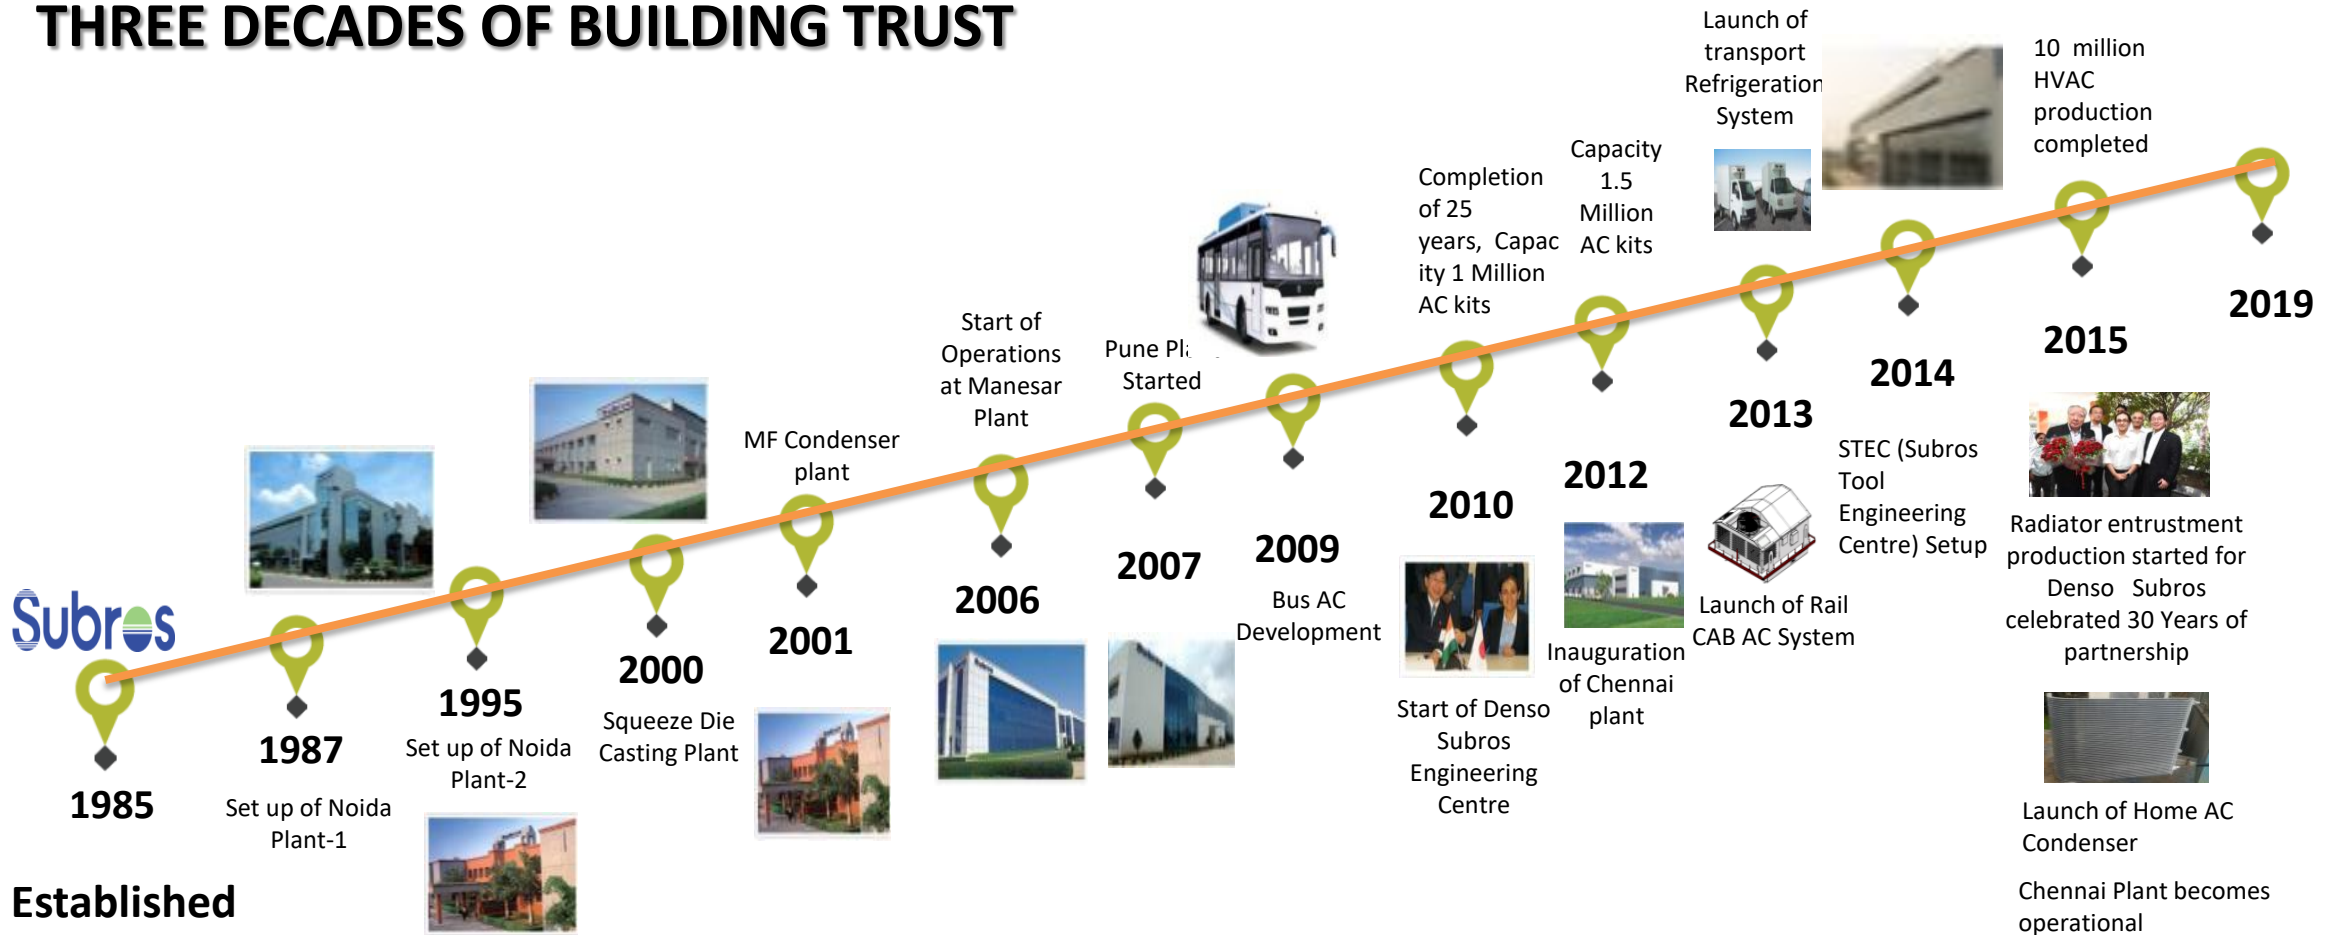 THREE DECADES OF BUILDING TRUST
Subros
1985
Established
1987
Set up of Noida
Plant-1
1995
Set up of Noida
Plant-2
2000
Squeeze Die
Casting Plant
MF Condenser
plant
2001
Start of
Operations
at Manesar
Plant
2006
Pune
Started
2007
2009
Bus AC
Development
Completion
of 25
years, Capac
ity 1 Million
AC kits
2010
Start of Denso
Subros
Engineering
Centre
Capacity
1.5
Million
AC kits
2012
Inauguration
of Chennai
plant
Launch of
transport
Refrigeration
System
2013
Launch of Rail
CAB AC System
2014
STEC (Subros
Tool
Engineering
Centre) Setup
10 million
HVAC
production
completed
2015
Radiator entrustment
production started for
Denso Subros
celebrated 30 Years of
partnership
Launch of Home AC
Condenser
Chennai Plant becomes
operational
2019